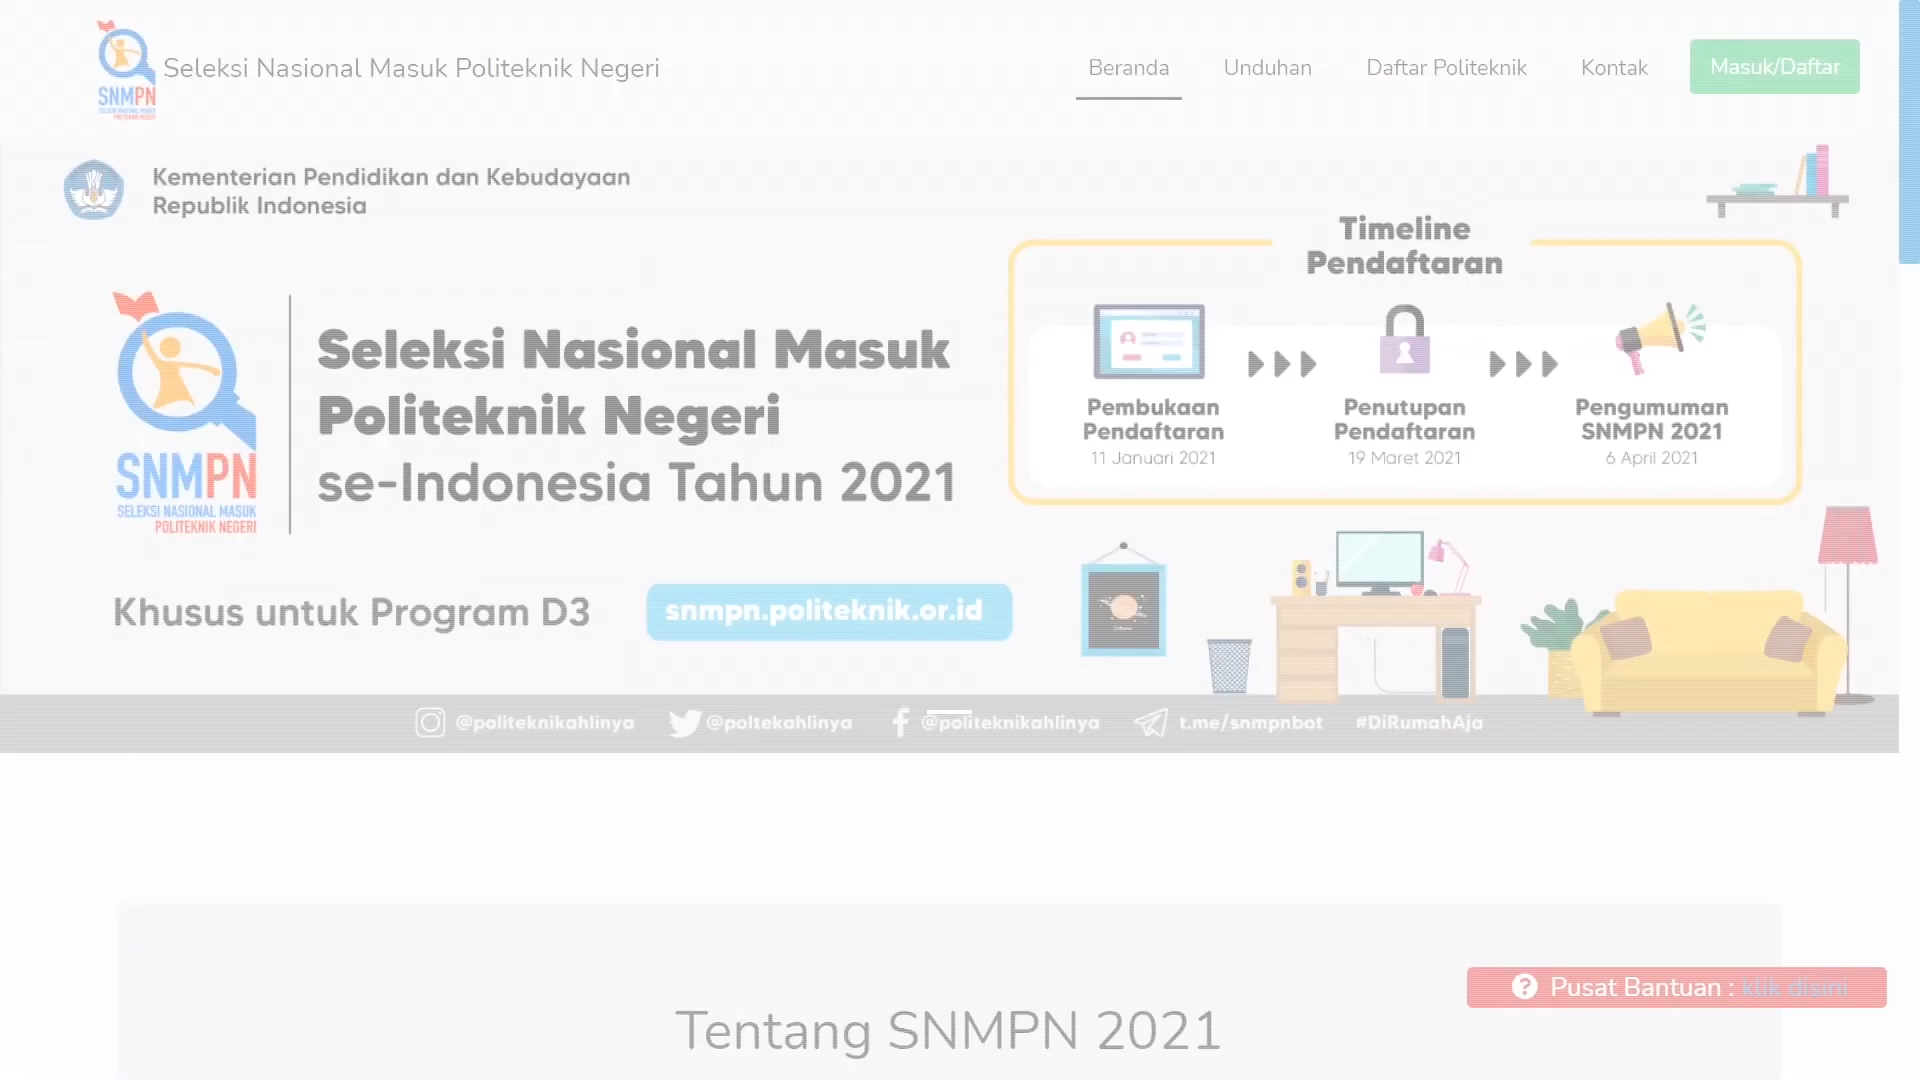 Seleksi Nasional Masuk Politeknik Negeri
Beranda
Unduhan
Daftar Politeknik
Kontak
Masuk/Daftar
SNMPN
Kementerian Pendidikan dan Kebudayaan
Republik Indonesia
Timeline
Pendaftaran
Seleksi Nasional Masuk
Politeknik Negeri
se-Indonesia Tahun 2021
SNMPN
SELEKSI NASIONAL MASUK
POLITEKNIK NEGERI
Pembukaan
Pendaftaran
11 Januari 2021
Penutupan
Pendaftaran
19 Maret 2021
Pengumuman
SNMPN 2021
6 April 2021
Khusus untuk Program D3
snmpn.politeknik.or.id
@politeknikahlinya
@poltekahlinya
@politeknikahlinya
t.me/snmpnbot
#DiRumahAja
Pusat Bantuan : klik disini
Tentang SNMPN 2021